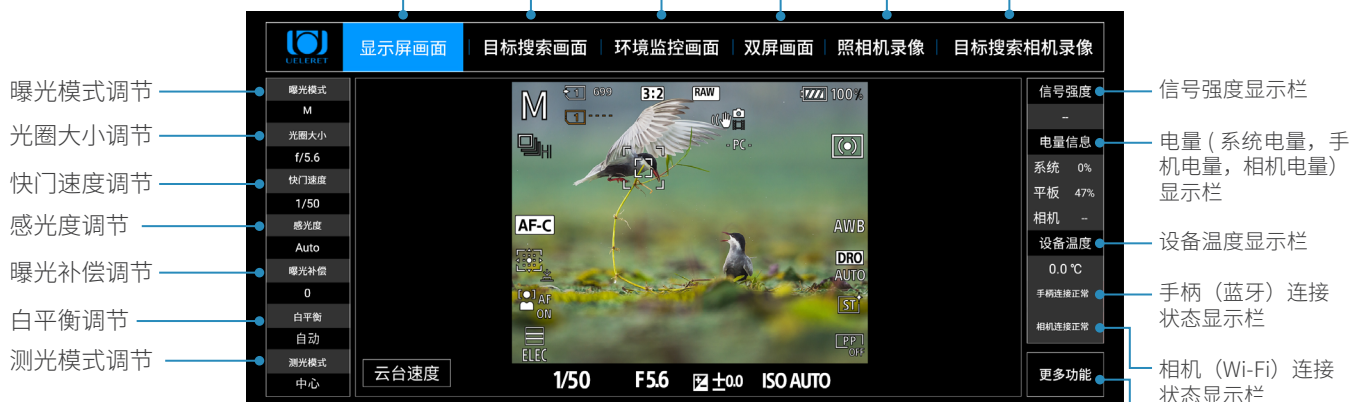 UELERET
显示屏画面 目标搜索画面 环境监控画面 双屏画面 照相机录像 目标搜索相机录像
曝光模式调节
光圈大小调节
快门速度调节
感光度调节
曝光补偿调节
白平衡调节
测光模式调节
曝光模式
M
光圈大小
f/5.6
快门速度
1/50
感光度
Auto
曝光补偿
0
白平衡
自动
测光模式
中心
云台速度
M 1 699 3:2 RAW 100%
1 ----
H
-PC-
AF-C
AWB
DRO
AUTO
AF
ON
ST
ELEC
PP
OFF
1/50 F5.6 ±0.0 ISO AUTO
信号强度
--
电量信息
系统 0%
平板 47%
相机 --
设备温度
0.0 ℃
手柄连接正常
相机连接正常
更多功能
信号强度显示栏
电量 ( 系统电量，手
机电量，相机电量）
显示栏
设备温度显示栏
手柄（蓝牙）连接
状态显示栏
相机（Wi-Fi）连接
状态显示栏